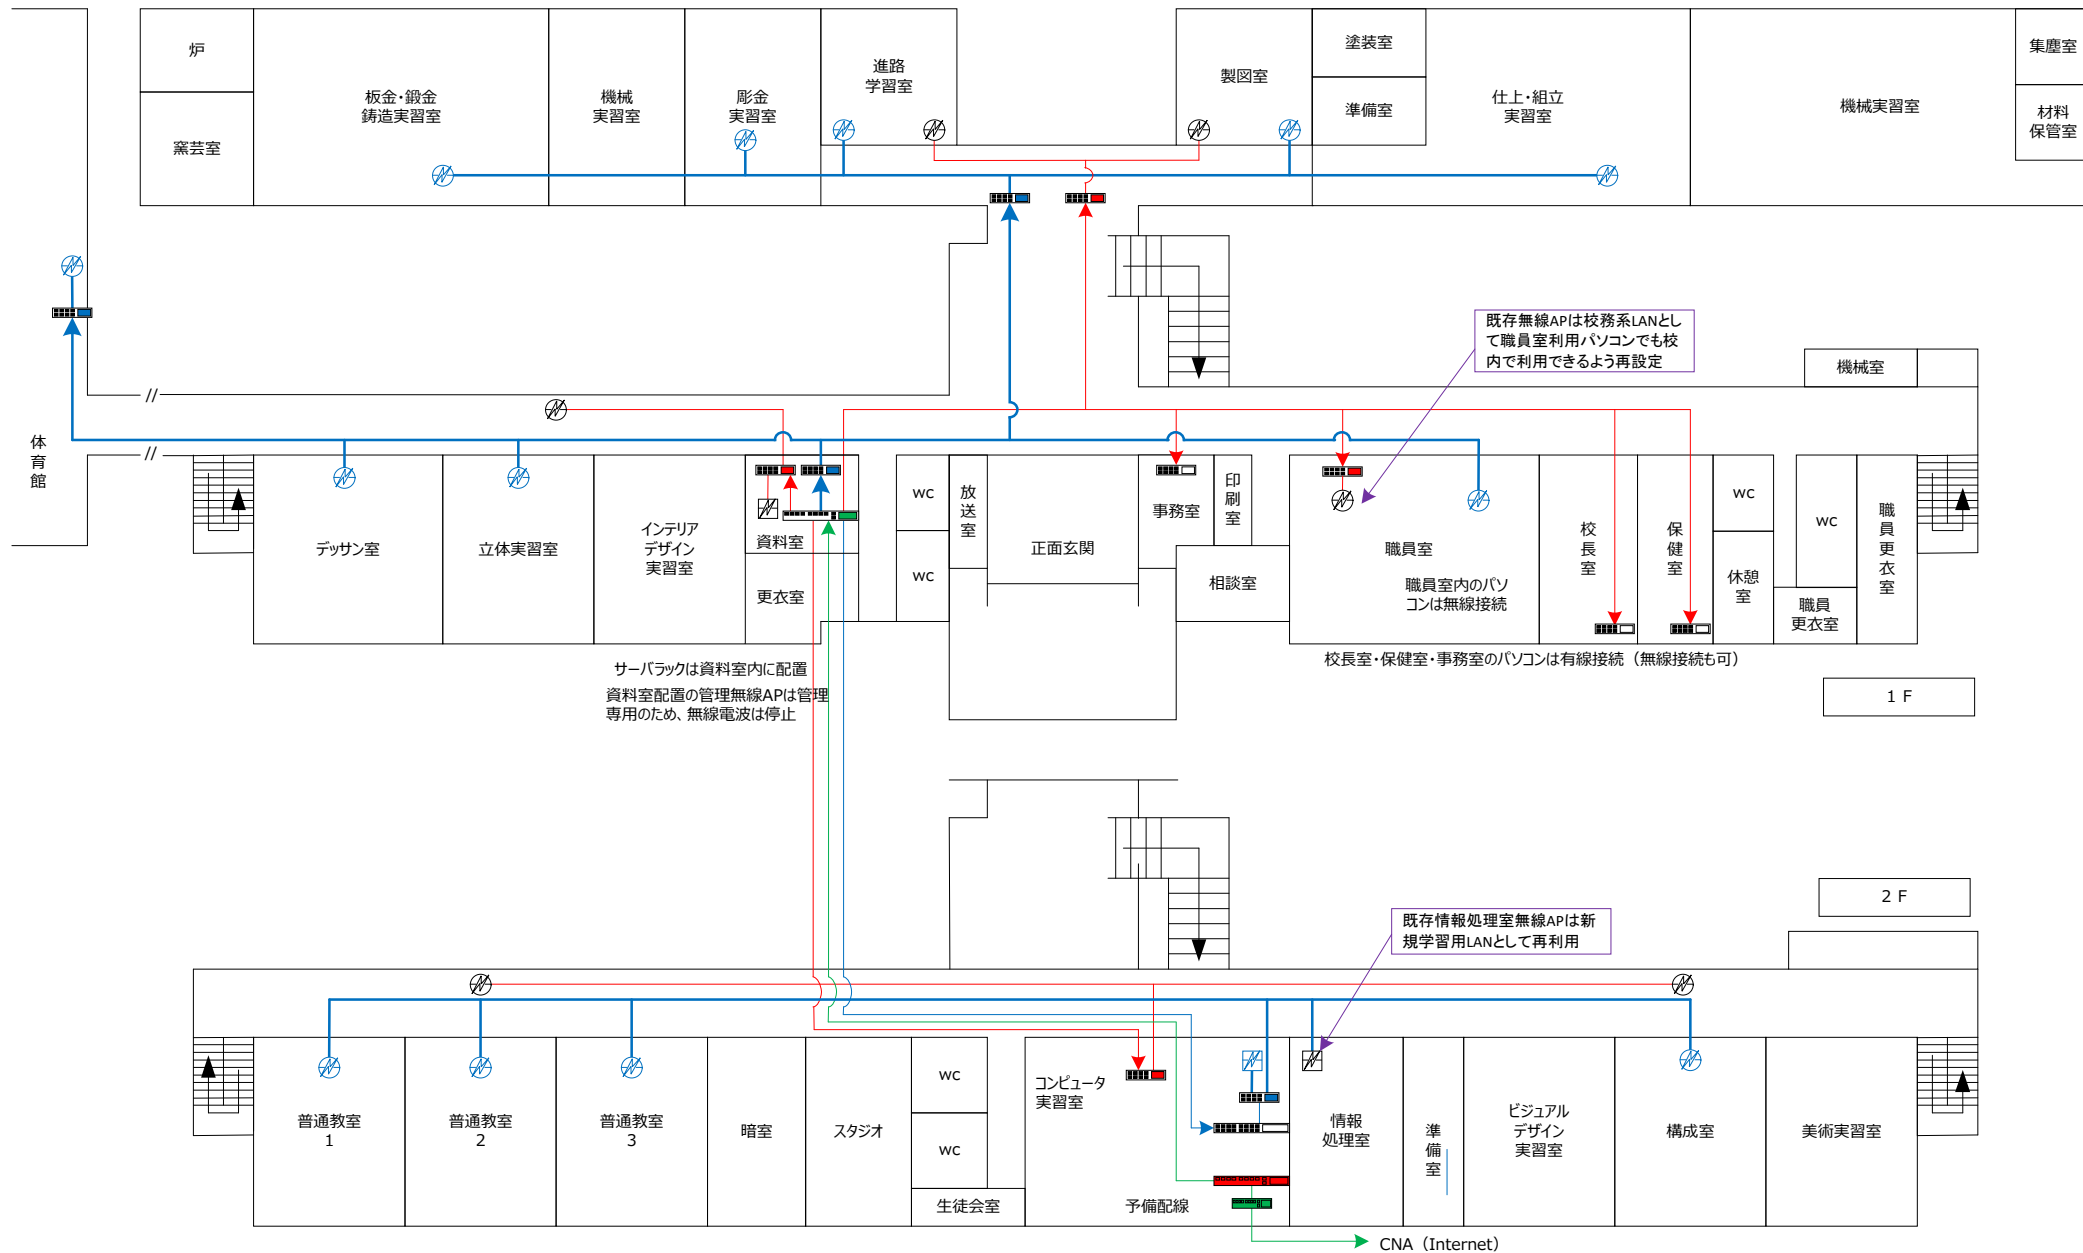 炉
窯芸室
板金・鍛金
鋳造実習室
機械
実習室
彫金
実習室
進路
学習室
製図室
塗装室
準備室
仕上・組立
実習室
機械実習室
集塵室
材料
保管室
既存無線APは校務系LANとし
て職員室利用パソコンでも校
内で利用できるよう再設定
機械室
//
//
体育館
デッサン室
立体実習室
インテリア
デザイン
実習室
資料室
更衣室
wc
wc
放送室
正面玄関
事務室
印刷室
相談室
職員室
職員室内のパソ
コンは無線接続
校長室
保健室
wc
休憩室
wc
職員
更衣室
職員更衣室
サーバラックは資料室内に配置
資料室配置の管理無線APは管理
専用のため、無線電波は停止
校長室・保健室・事務室のパソコンは有線接続（無線接続も可）
1 F
2 F
既存情報処理室無線APは新
規学習用LANとして再利用
普通教室
1
普通教室
2
普通教室
3
暗室
スタジオ
wc
wc
生徒会室
コンピュータ
実習室
予備配線
情報
処理室
準備室
ビジュアル
デザイン
実習室
構成室
美術実習室
CNA（Internet）